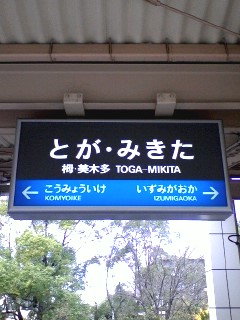 とが・みきた
栂・美木多 TOGA-MIKITA
← こうみょういけ いずみがおか →
KOMYOIKE IZUMIGAOKA